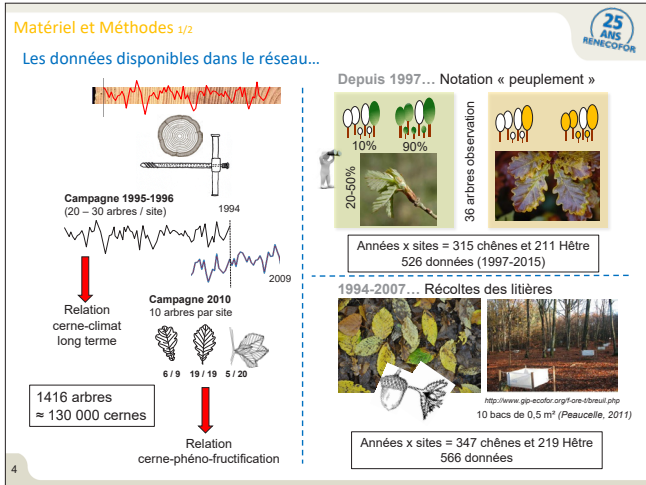 Matériel et Méthodes 1/2
25
ANS
RENECOFOR
Les données disponibles dans le réseau…
Campagne 1995-1996
(20 – 30 arbres / site)
1994
2009
Relation
cerne-climat
long terme
Campagne 2010
10 arbres par site
6 / 9 19 / 19 5 / 20
1416 arbres
≈ 130 000 cernes
Relation
cerne-phéno-fructification
Depuis 1997… Notation « peuplement »
10% 90%
20-50%
36 arbres observation
Années x sites = 315 chênes et 211 Hêtre
526 données (1997-2015)
1994-2007… Récoltes des litières
http://www.gip-ecofor.org/f-ore-t/breuil.php
10 bacs de 0,5 m² (Peaucelle, 2011)
Années x sites = 347 chênes et 219 Hêtre
566 données
4